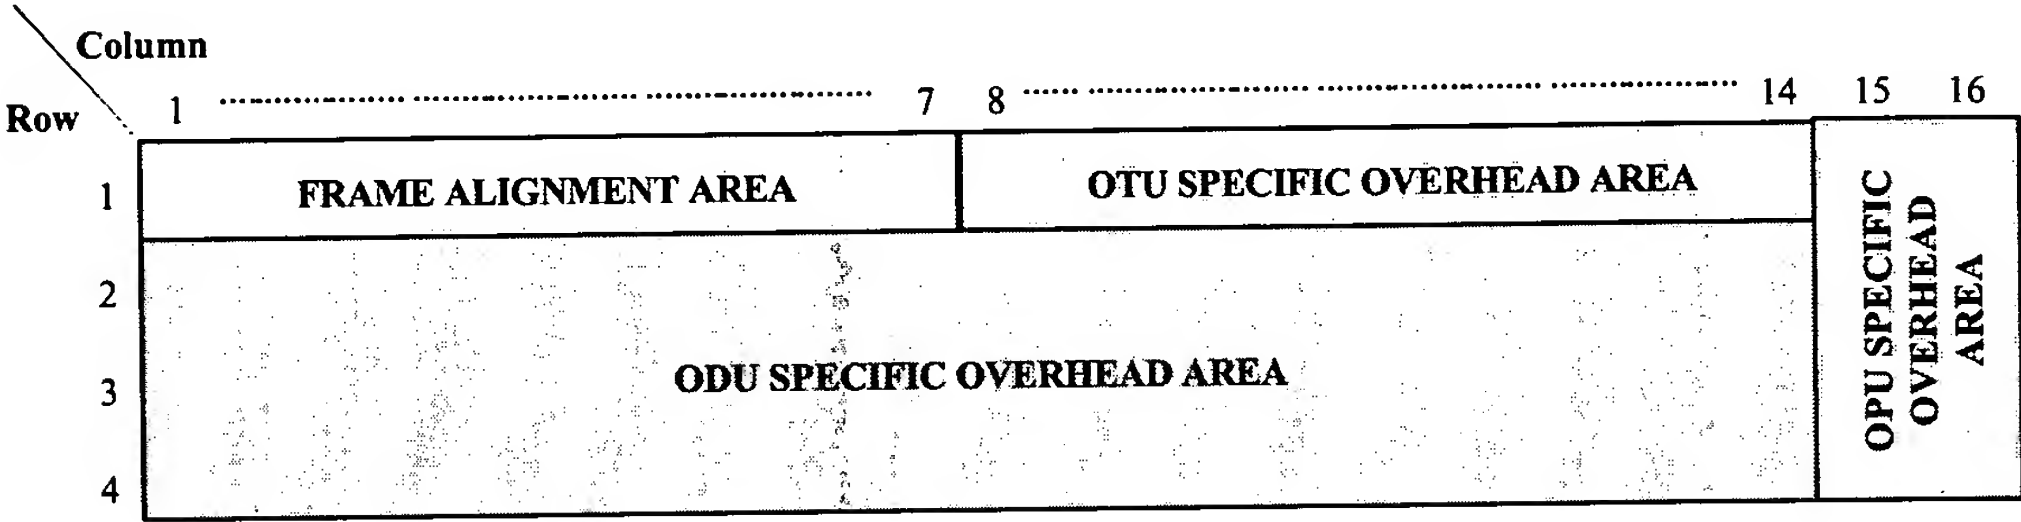 Column
Row 1 ........ 7 8 ........ 14 15 16
1 FRAME ALIGNMENT AREA OTU SPECIFIC OVERHEAD AREA
2
3 ODU SPECIFIC OVERHEAD AREA
4
OPU SPECIFIC
OVERHEAD
AREA